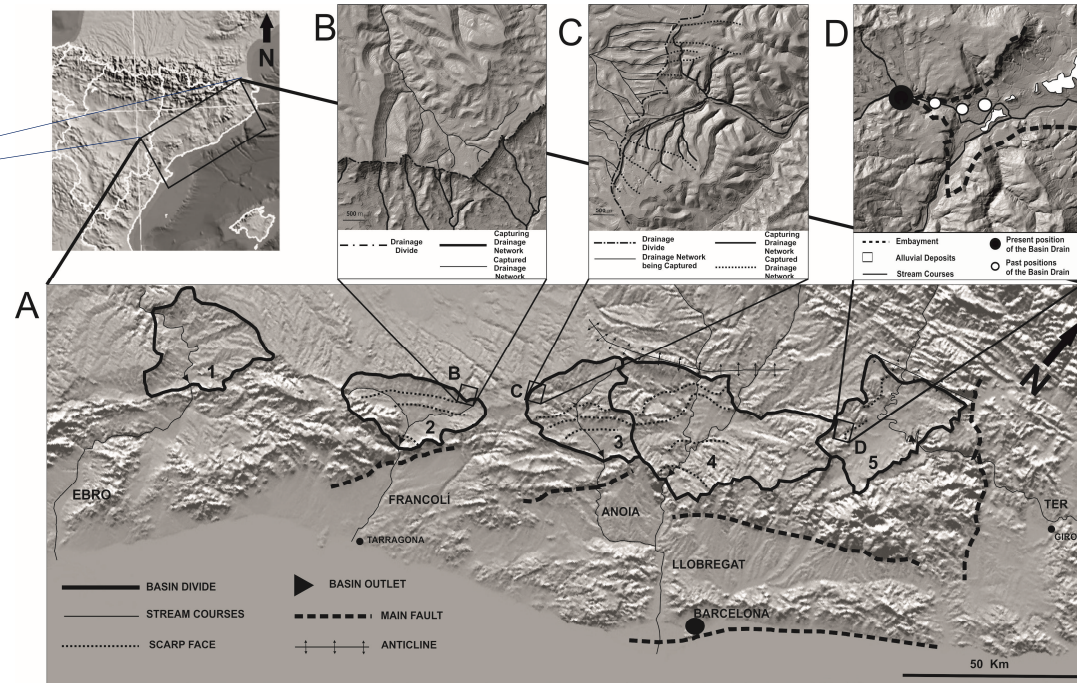 N
B
C
D
500 m
500 m
Drainage
Divide
Capturing
Drainage
Network
Captured
Drainage
Network
Drainage
Divide
Drainage Network
being Captured
Capturing
Drainage
Network
Captured
Drainage
Network
Embayment
Alluvial Deposits
Stream Courses
Present position
of the Basin Drain
Past positions
of the Basin Drain
A
N
1
B
C
2
3
4
D
5
EBRO
FRANCOLÍ
ANOIA
TER
GIRO
TARRAGONA
LLOBREGAT
BARCELONA
BASIN DIVIDE
BASIN OUTLET
STREAM COURSES
MAIN FAULT
SCARP FACE
ANTICLINE
50 Km